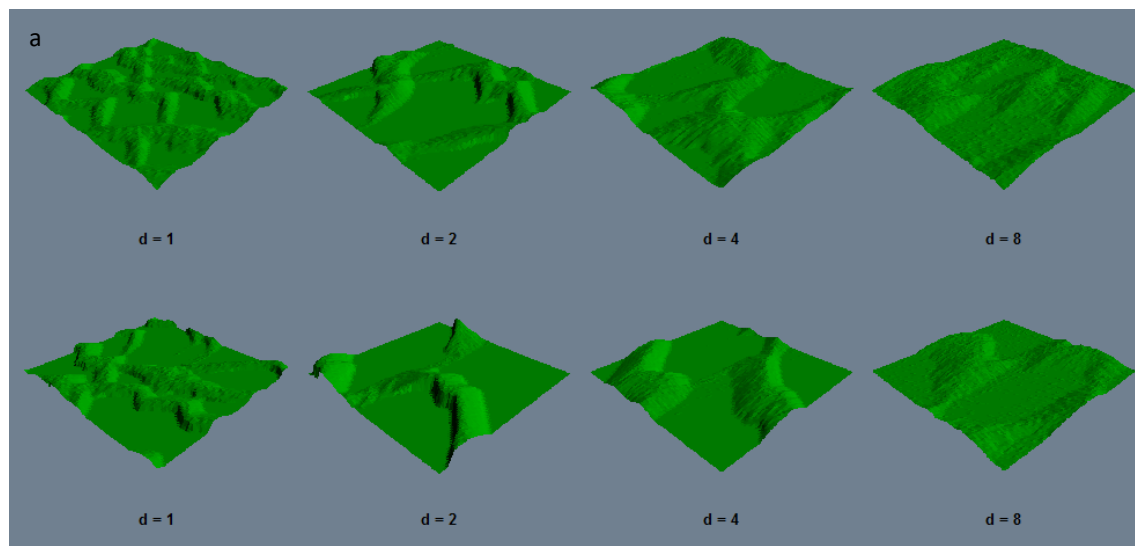 a
d = 1 d = 2 d = 4 d = 8
d = 1 d = 2 d = 4 d = 8